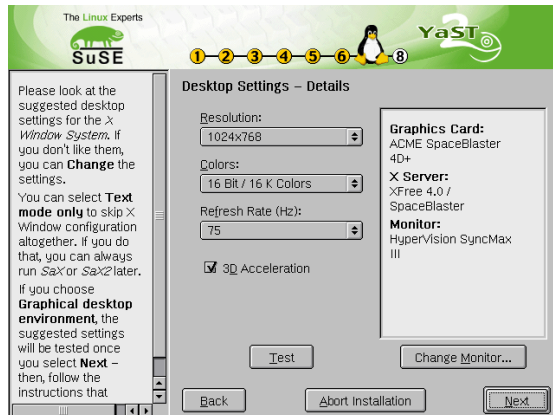 The Linux Experts
SuSE
YaST
2
1 2 3 4 5 6 8
Please look at the
suggested desktop
settings for the X
Window System. If
you don't like them,
you can Change the
settings.
You can select Text
mode only to skip X
Window configuration
altogether. If you do
that, you can always
run SaX or SaX2 later.
If you choose
Graphical desktop
environment, the
suggested settings
will be tested once
you select Next –
then, follow the
instructions that
Desktop Settings – Details
Resolution:
1024x768
Colors:
16 Bit / 16 K Colors
Refresh Rate (Hz):
75
3D Acceleration
Graphics Card:
ACME SpaceBlaster
4D+
X Server:
XFree 4.0 /
SpaceBlaster
Monitor:
HyperVision SyncMax
III
Test
Change Monitor...
Back
Abort Installation
Next